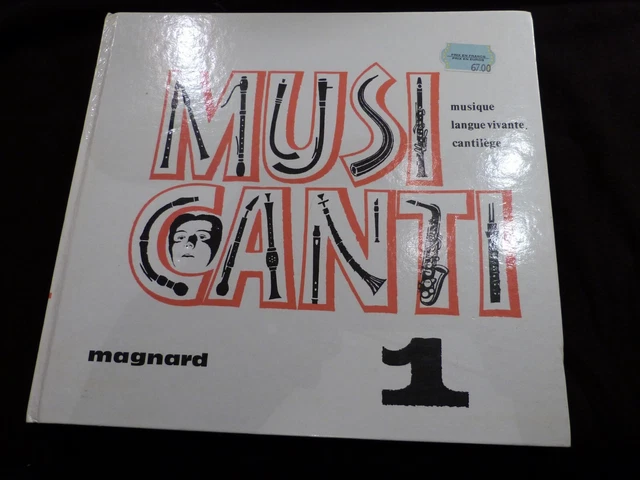 MUSI
CANTI
musique
langue vivante.
cantilège
67.00
magnard
1